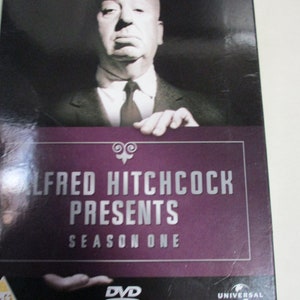 LFRED HITCHCOCK
PRESENTS
SEASON ONE
DVD
UNIVERSAL